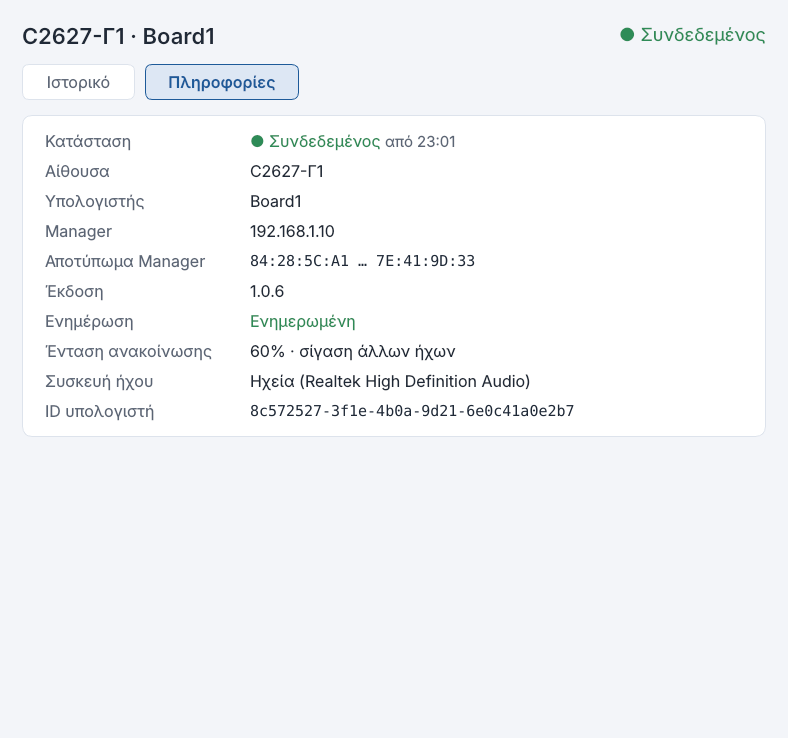 C2627-Γ1 · Board1
Συνδεδεμένος
Ιστορικό
Πληροφορίες
Κατάσταση Συνδεδεμένος από 23:01
Αίθουσα C2627-Γ1
Υπολογιστής Board1
Manager 192.168.1.10
Αποτύπωμα Manager 84:28:5C:A1 … 7E:41:9D:33
Έκδοση 1.0.6
Ενημέρωση Ενημερωμένη
Ένταση ανακοίνωσης 60% · σίγαση άλλων ήχων
Συσκευή ήχου Ηχεία (Realtek High Definition Audio)
ID υπολογιστή 8c572527-3f1e-4b0a-9d21-6e0c41a0e2b7